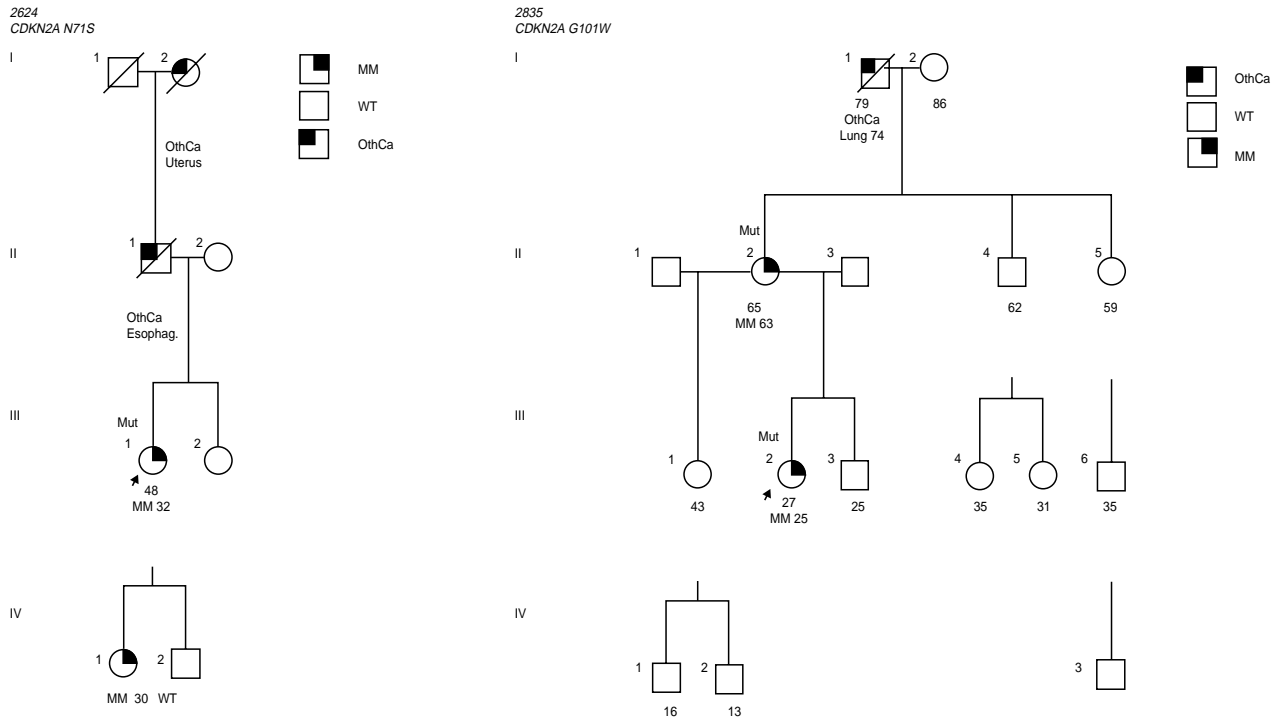 2624
CDKN2A N71S
I
1
2
MM
WT
OthCa
OthCa
Uterus
II
1
2
OthCa
Esophag.
III
Mut
1
2
48
MM 32
IV
1
2
MM 30 WT
2835
CDKN2A G101W
I
1
2
79
86
OthCa
Lung 74
OthCa
WT
MM
II
Mut
1
2
3
4
5
65
62
59
MM 63
III
Mut
1
2
3
4
5
6
43
27
25
35
31
35
MM 25
IV
1
2
3
16
13